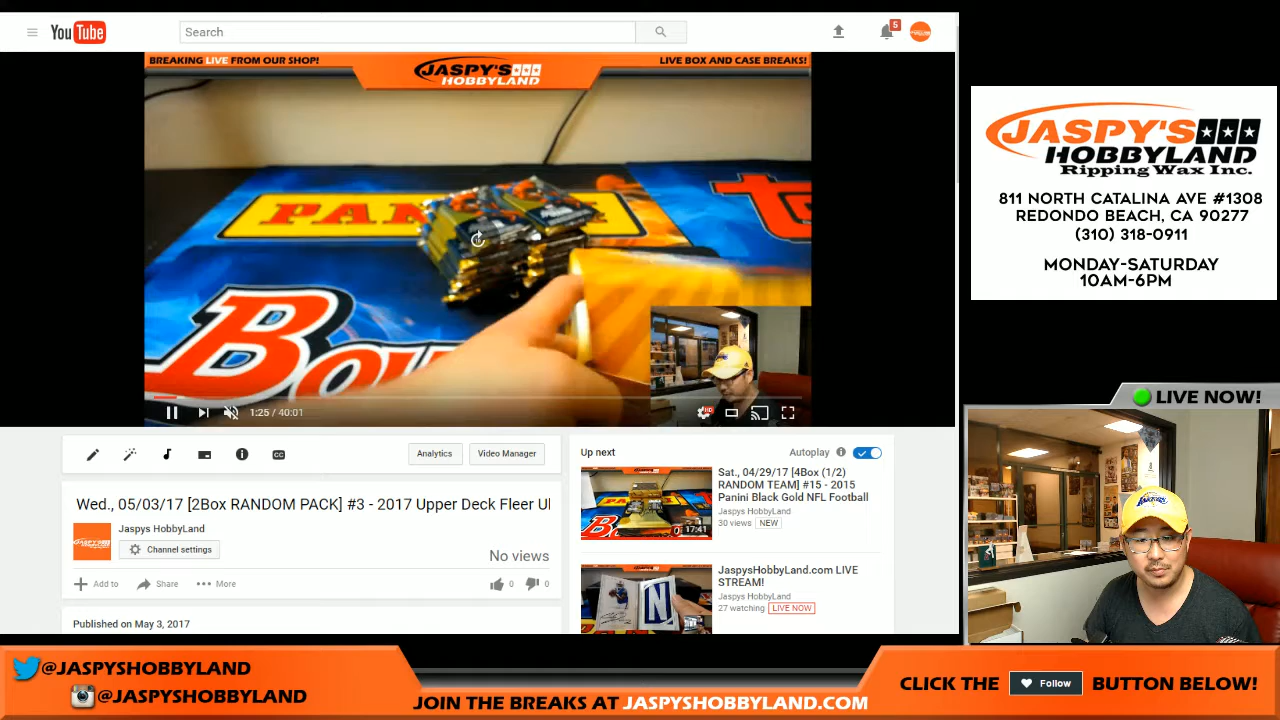 YouTube
Search
5
BREAKING LIVE FROM OUR SHOP!
JASPY'S
HOBBYLAND
LIVE BOX AND CASE BREAKS!
1:25 / 40:01
HD
CC
Analytics
Video Manager
Wed., 05/03/17 [2Box RANDOM PACK] #3 - 2017 Upper Deck Fleer Ul
JASPY'S
Jaspys HobbyLand
Channel settings
No views
Add to
Share
More
0
0
Published on May 3, 2017
Up next
Autoplay
17:41
Sat., 04/29/17 [4Box (1/2)
RANDOM TEAM] #15 - 2015
Panini Black Gold NFL Football
Jaspys HobbyLand
30 views NEW
N
JaspysHobbyLand.com LIVE
STREAM!
Jaspys HobbyLand
27 watching LIVE NOW
JASPY'S
HOBBYLAND
Ripping Wax Inc.
811 NORTH CATALINA AVE #1308
REDONDO BEACH, CA 90277
(310) 318-0911
MONDAY-SATURDAY
10AM-6PM
LIVE NOW!
@JASPYSHOBBYLAND
@JASPYSHOBBYLAND
JOIN THE BREAKS AT JASPYSHOBBYLAND.COM
CLICK THE Follow BUTTON BELOW!